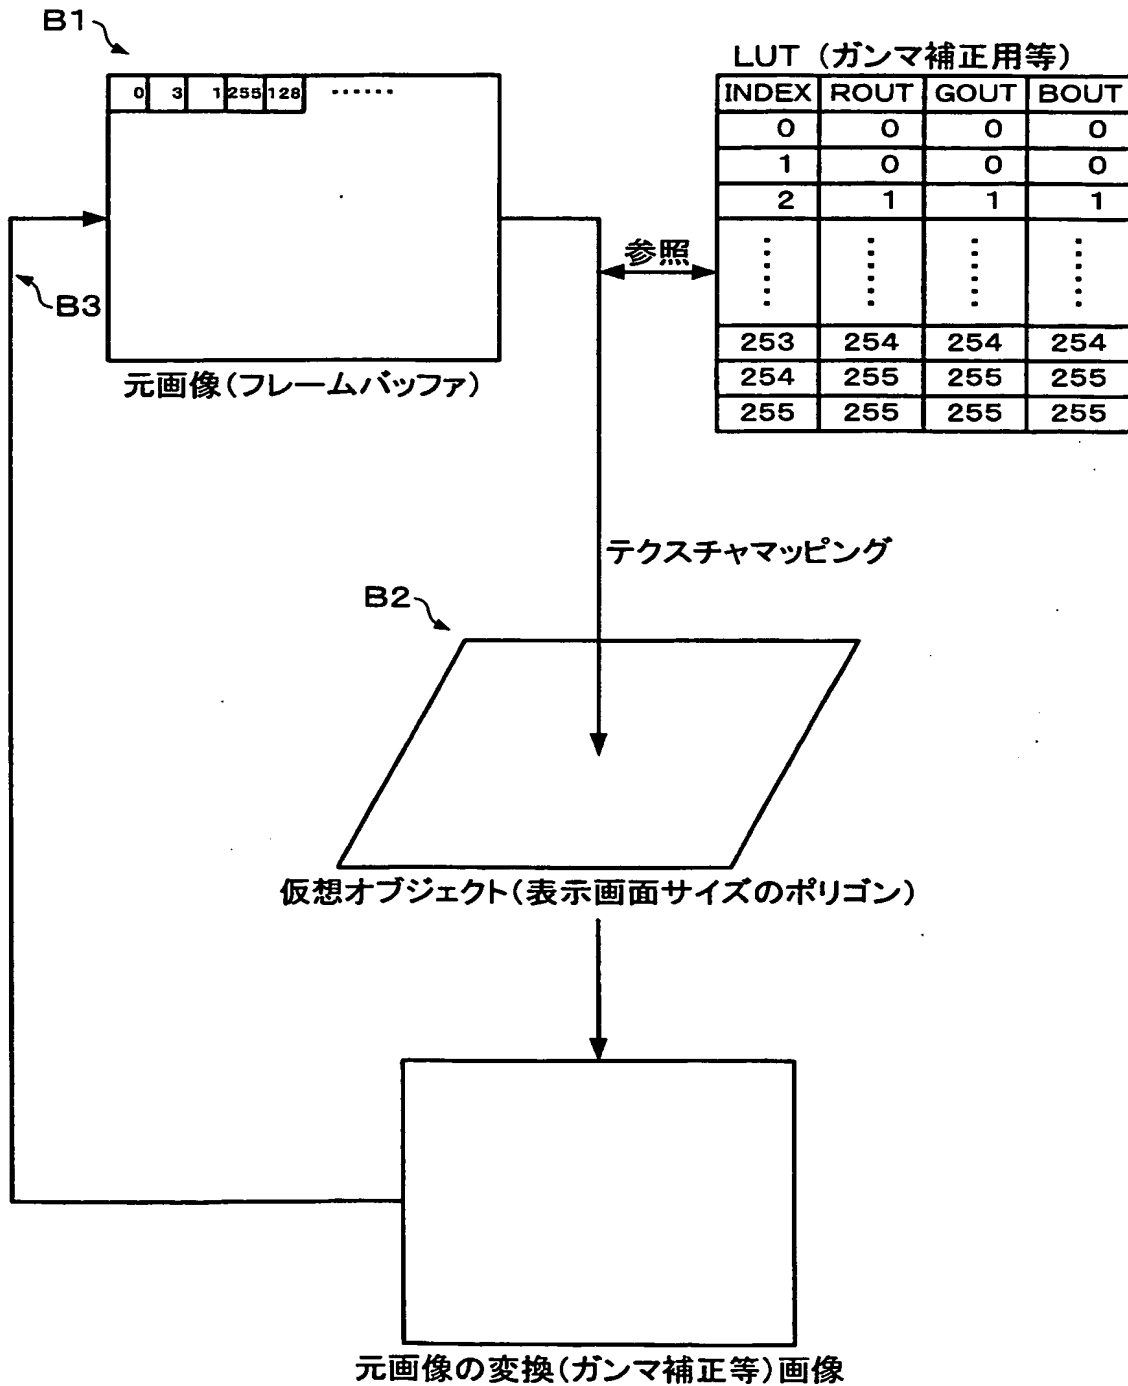 B1
0 3 1 255 128 ……
LUT (ガンマ補正用等)
INDEX ROUT GOUT BOUT
0 0 0 0
1 0 0 0
2 1 1 1
⋮ ⋮ ⋮ ⋮
253 254 254 254
254 255 255 255
255 255 255 255
参照
B3
元画像(フレームバッファ)
テクスチャマッピング
B2
仮想オブジェクト(表示画面サイズのポリゴン)
元画像の変換(ガンマ補正等)画像